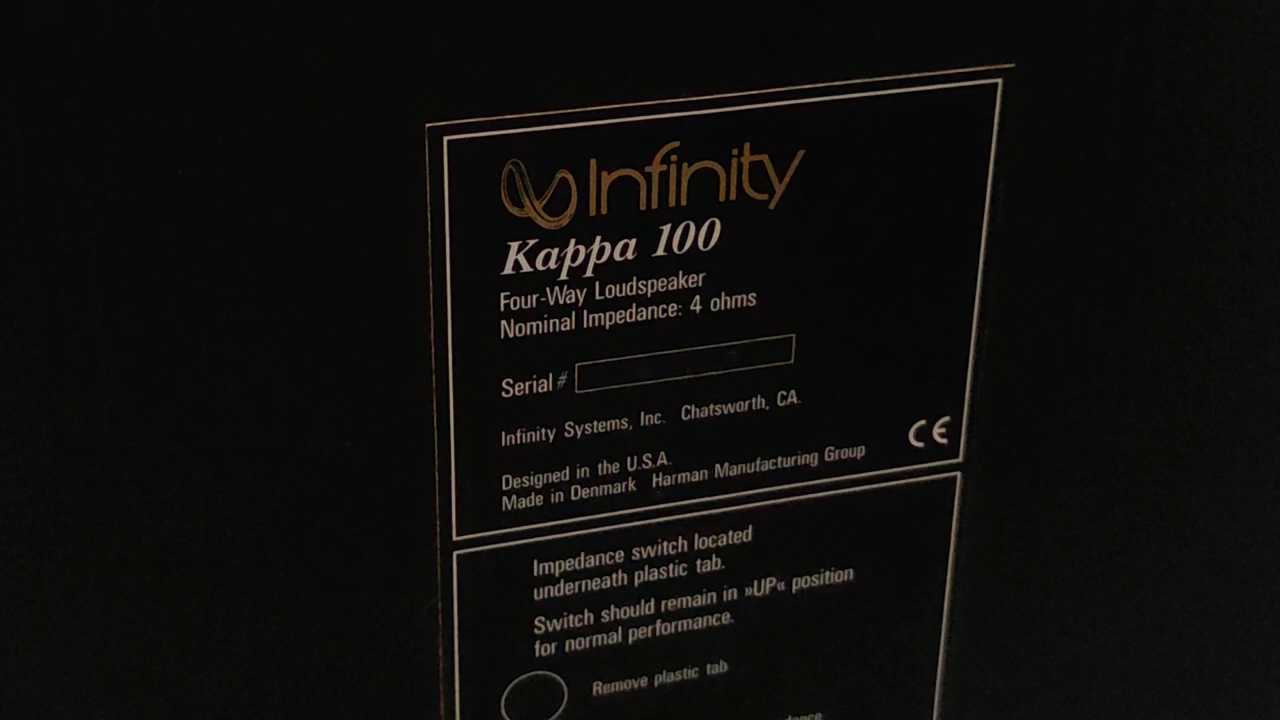 Infinity
Kappa 100
Four-Way Loudspeaker
Nominal Impedance: 4 ohms
Serial #
Infinity Systems, Inc. Chatsworth, CA.
Designed in the U.S.A.
Made in Denmark Harman Manufacturing Group
CE
Impedance switch located
underneath plastic tab.
Switch should remain in »UP« position
for normal performance.
Remove plastic tab